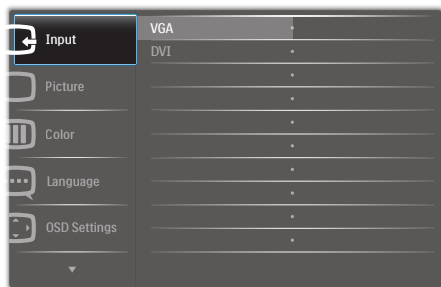 Input
Picture
Color
Language
OSD Settings
VGA
DVI